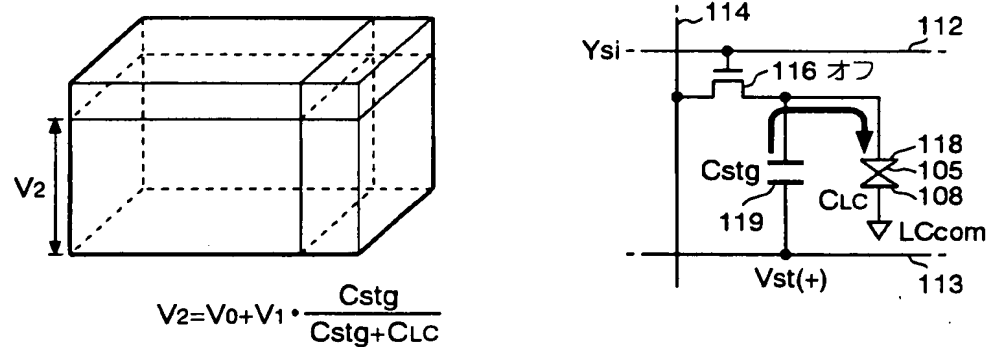 V2
V2=V0+V1・Cstg/Cstg+CLC
114
112
Ysi
116 オフ
118
105
108
Cstg
CLC
119
LCcom
Vst(+)
113